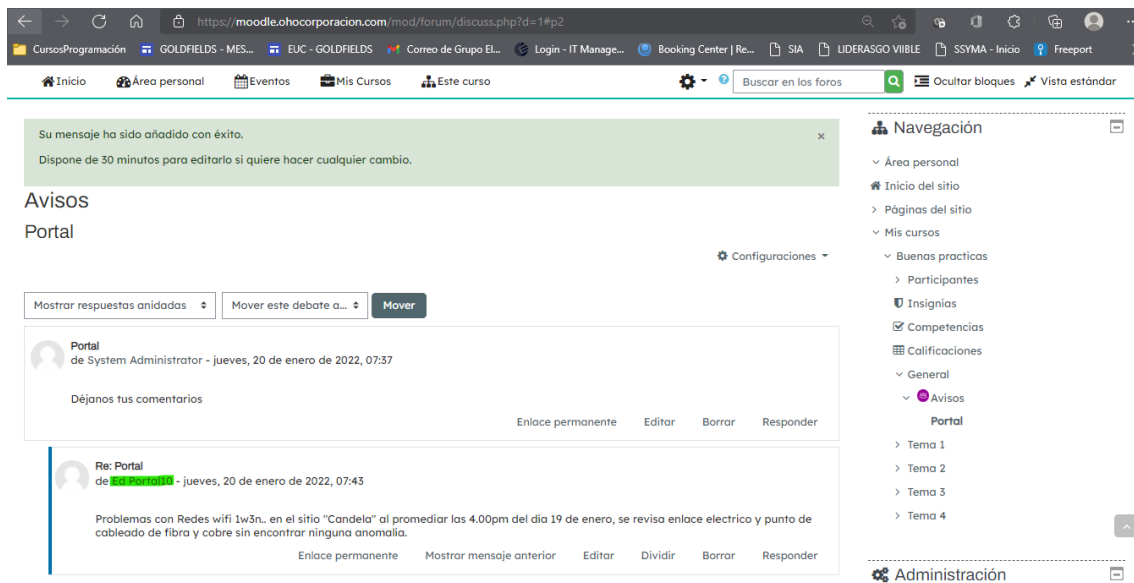 https://moodle.ohocorporacion.com/mod/forum/discuss.php?d=1#p2
CursosProgramación GOLDFIELDS - MES... EUC - GOLDFIELDS Correo de Grupo El... Login - IT Manage... Booking Center | Re... SIA LIDERASGO VIIBLE SSYMA - Inicio Freeport
Inicio Área personal Eventos Mis Cursos Este curso Buscar en los foros Ocultar bloques Vista estándar
Su mensaje ha sido añadido con éxito. ×
Dispone de 30 minutos para editarlo si quiere hacer cualquier cambio.
Avisos
Portal
Configuraciones
Mostrar respuestas anidadas Mover este debate a... Mover
Portal
de System Administrator - jueves, 20 de enero de 2022, 07:37
Déjanos tus comentarios
Enlace permanente Editar Borrar Responder
Re: Portal
de Ed Portal10 - jueves, 20 de enero de 2022, 07:43
Problemas con Redes wifi 1w3n.. en el sitio "Candela" al promediar las 4.00pm del dia 19 de enero, se revisa enlace electrico y punto de
cableado de fibra y cobre sin encontrar ninguna anomalía.
Enlace permanente Mostrar mensaje anterior Editar Dividir Borrar Responder
Navegación
Área personal
Inicio del sitio
Páginas del sitio
Mis cursos
Buenas practicas
Participantes
Insignias
Competencias
Calificaciones
General
Avisos
Portal
Tema 1
Tema 2
Tema 3
Tema 4
Administración